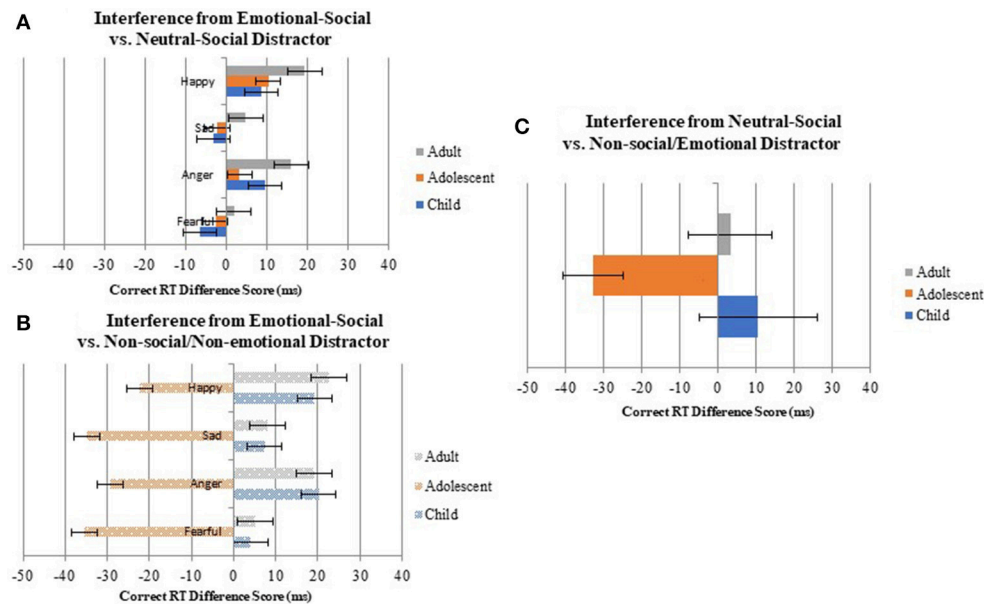 A
Interference from Emotional-Social
vs. Neutral-Social Distractor
Happy
Sad
Anger
Fearful
Adult
Adolescent
Child
-50 -40 -30 -20 -10 0 10 20 30 40 50
Correct RT Difference Score (ms)
B
Interference from Emotional-Social
vs. Non-social/Non-emotional Distractor
Happy
Sad
Anger
Fearful
Adult
Adolescent
Child
-50 -40 -30 -20 -10 0 10 20 30 40
Correct RT Difference Score (ms)
C
Interference from Neutral-Social
vs. Non-social/Emotional Distractor
Adult
Adolescent
Child
-50 -40 -30 -20 -10 0 10 20 30 40
Correct RT Difference Score (ms)